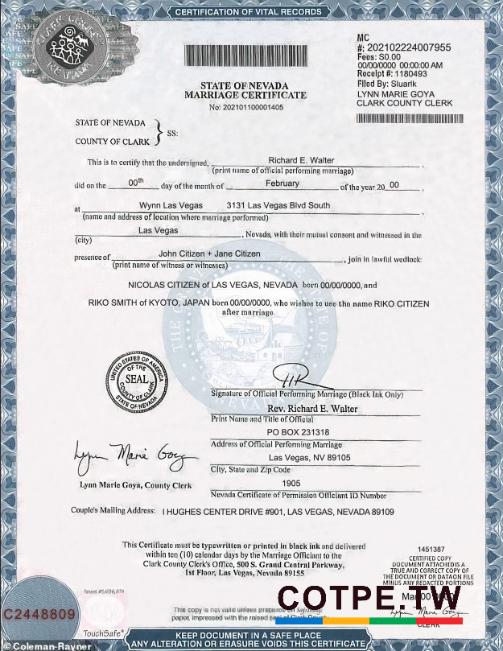 CERTIFICATION OF VITAL RECORDS
CLARK COUNTY
NEVADA
MC
#: 202102224007955
Fees: $0.00
00/00/0000 00:00:00 AM
Receipt #: 1180493
Filed By: Sluarik
LYNN MARIE GOYA
CLARK COUNTY CLERK
STATE OF NEVADA
MARRIAGE CERTIFICATE
No: 202101100001405
STATE OF NEVADA
COUNTY OF CLARK
} SS:
This is to certify that the undersigned, Richard E. Walter
(print name of official performing marriage)
did on the 00th day of the month of February of the year 20 00
at Wynn Las Vegas 3131 Las Vegas Blvd South
(name and address of location where marriage performed)
Las Vegas, Nevada, with their mutual consent and witnessed in the
(city)
presence of John Citizen + Jane Citizen, join in lawful wedlock:
(print name of witness or witnesses)
NICOLAS CITIZEN of LAS VEGAS, NEVADA born 00/00/0000, and
RIKO SMITH of KYOTO, JAPAN born 00/00/0000, who wishes to use the name RIKO CITIZEN
after marriage.
UNITED STATES OF AMERICA
OF THE
SEAL
COUNTY OF CLARK
STATE OF NEVADA
Signature of Official Performing Marriage (Black Ink Only)
Rev. Richard E. Walter
Print Name and Title of Official
PO BOX 231318
Address of Official Performing Marriage
Las Vegas, NV 89105
City, State and Zip Code
1905
Nevada Certificate of Permission Officiant ID Number
Lynn Marie Goya
Lynn Marie Goya, County Clerk
Couple's Mailing Address: I HUGHES CENTER DRIVE #901, LAS VEGAS, NEVADA 89109
This Certificate must be typewritten or printed in black ink and delivered
within ten (10) calendar days by the Marriage Officiant to the
Clark County Clerk's Office, 500 S. Grand Central Parkway,
1st Floor, Las Vegas, Nevada 89155
1451387
CERTIFIED COPY
DOCUMENT ATTACHED IS A
TRUE AND CORRECT COPY OF
THE DOCUMENT DATAON FILE
MINUS ANY REDACTED PORTIONS
COTPE.TW
Lynn Marie Goya
CLERK
C2448809
TouchSafe
This copy is not valid unless prepared on
paper, impressed with the raised seal of Clark County
KEEP DOCUMENT IN A SAFE PLACE
ANY ALTERATION OR ERASURE VOIDS THIS CERTIFICATE
© Coleman-Rayner